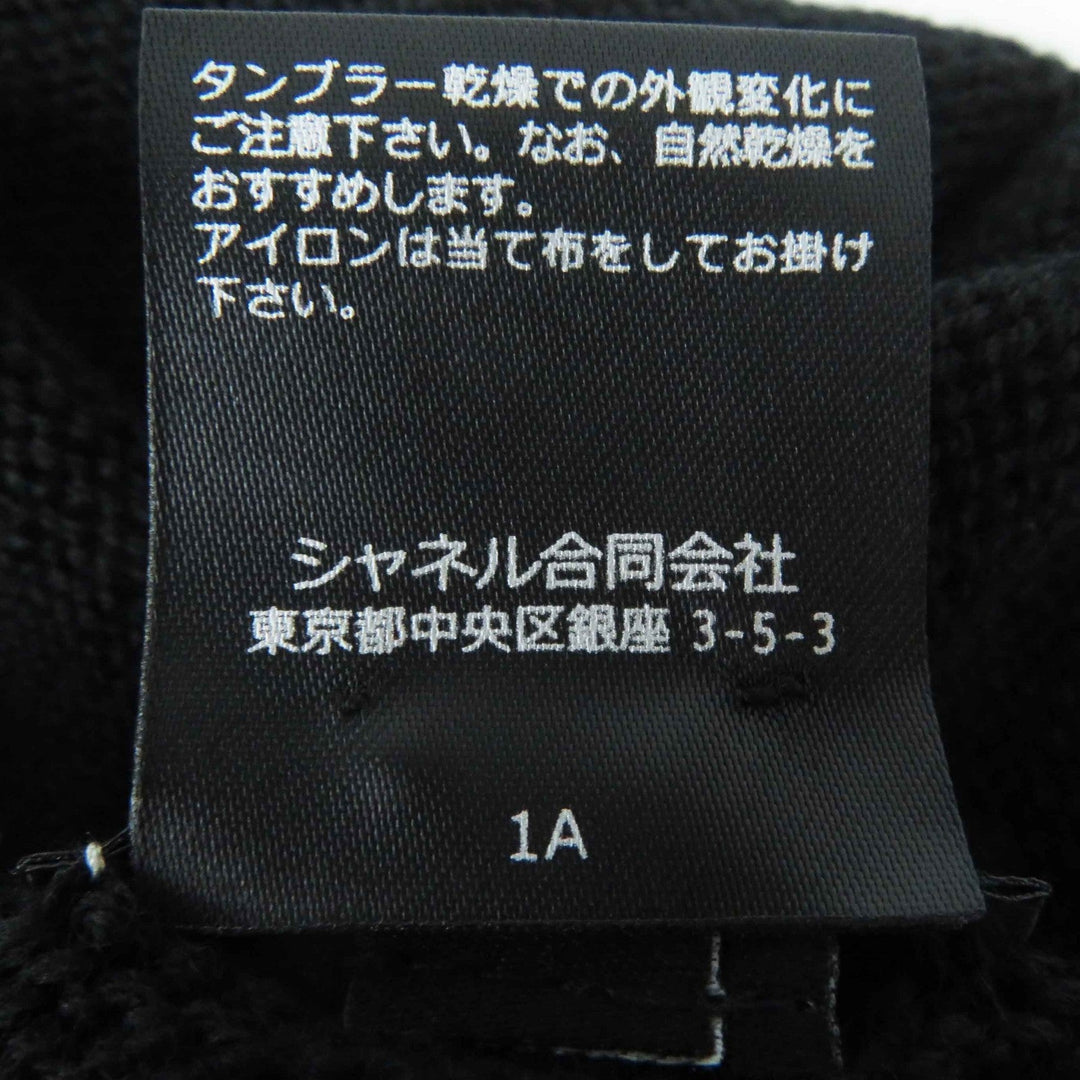 タンブラー乾燥での外観変化に
ご注意下さい。なお、自然乾燥を
おすすめします。
アイロンは当て布をしてお掛け
下さい。
シャネル合同会社
東京都中央区銀座 3-5-3
1A